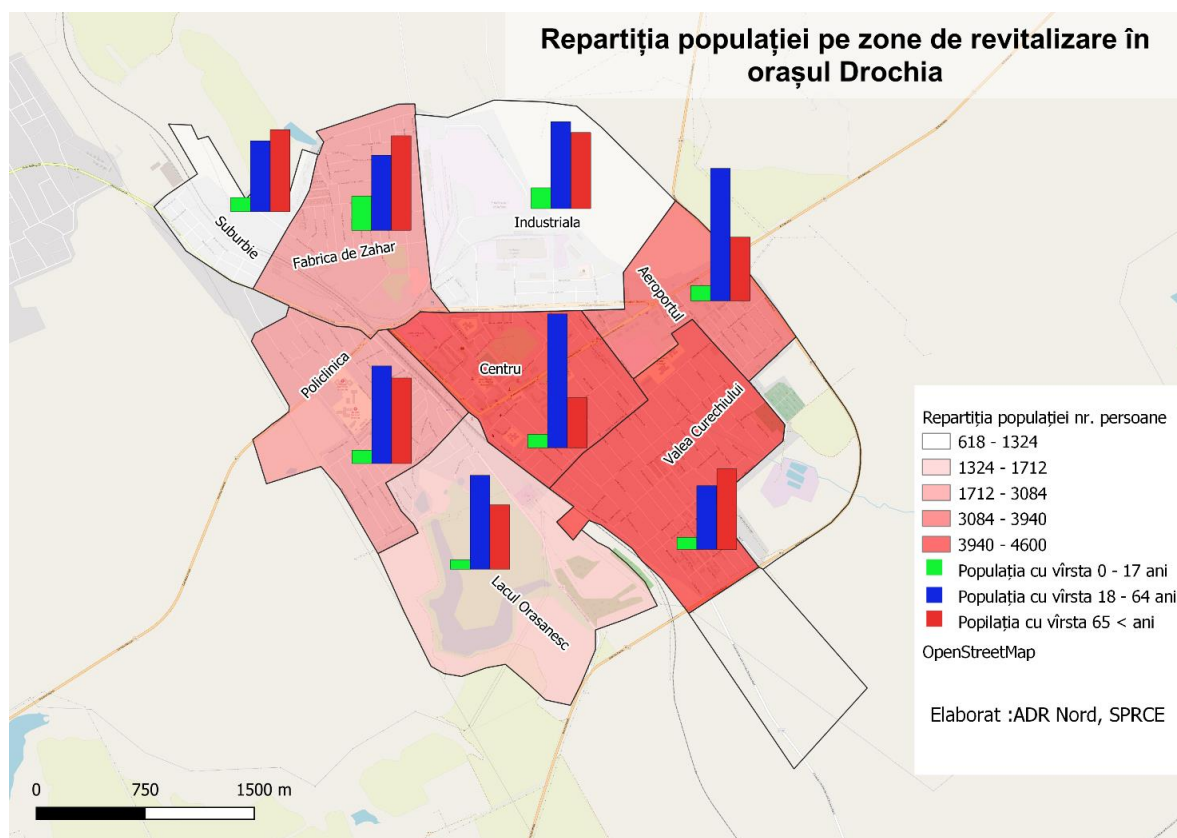 Repartiția populației pe zone de revitalizare în
orașul Drochia
Suburbie
Fabrica de Zahar
Industriala
Aeroportul
Policlinica
Centru
Valea Curechiului
Lacul Orasanesc
Repartiția populației nr. persoane
618 - 1324
1324 - 1712
1712 - 3084
3084 - 3940
3940 - 4600
Populația cu vîrsta 0 - 17 ani
Populația cu vîrsta 18 - 64 ani
Popilația cu vîrsta 65 < ani
OpenStreetMap
Elaborat :ADR Nord, SPRCE
0 750 1500 m